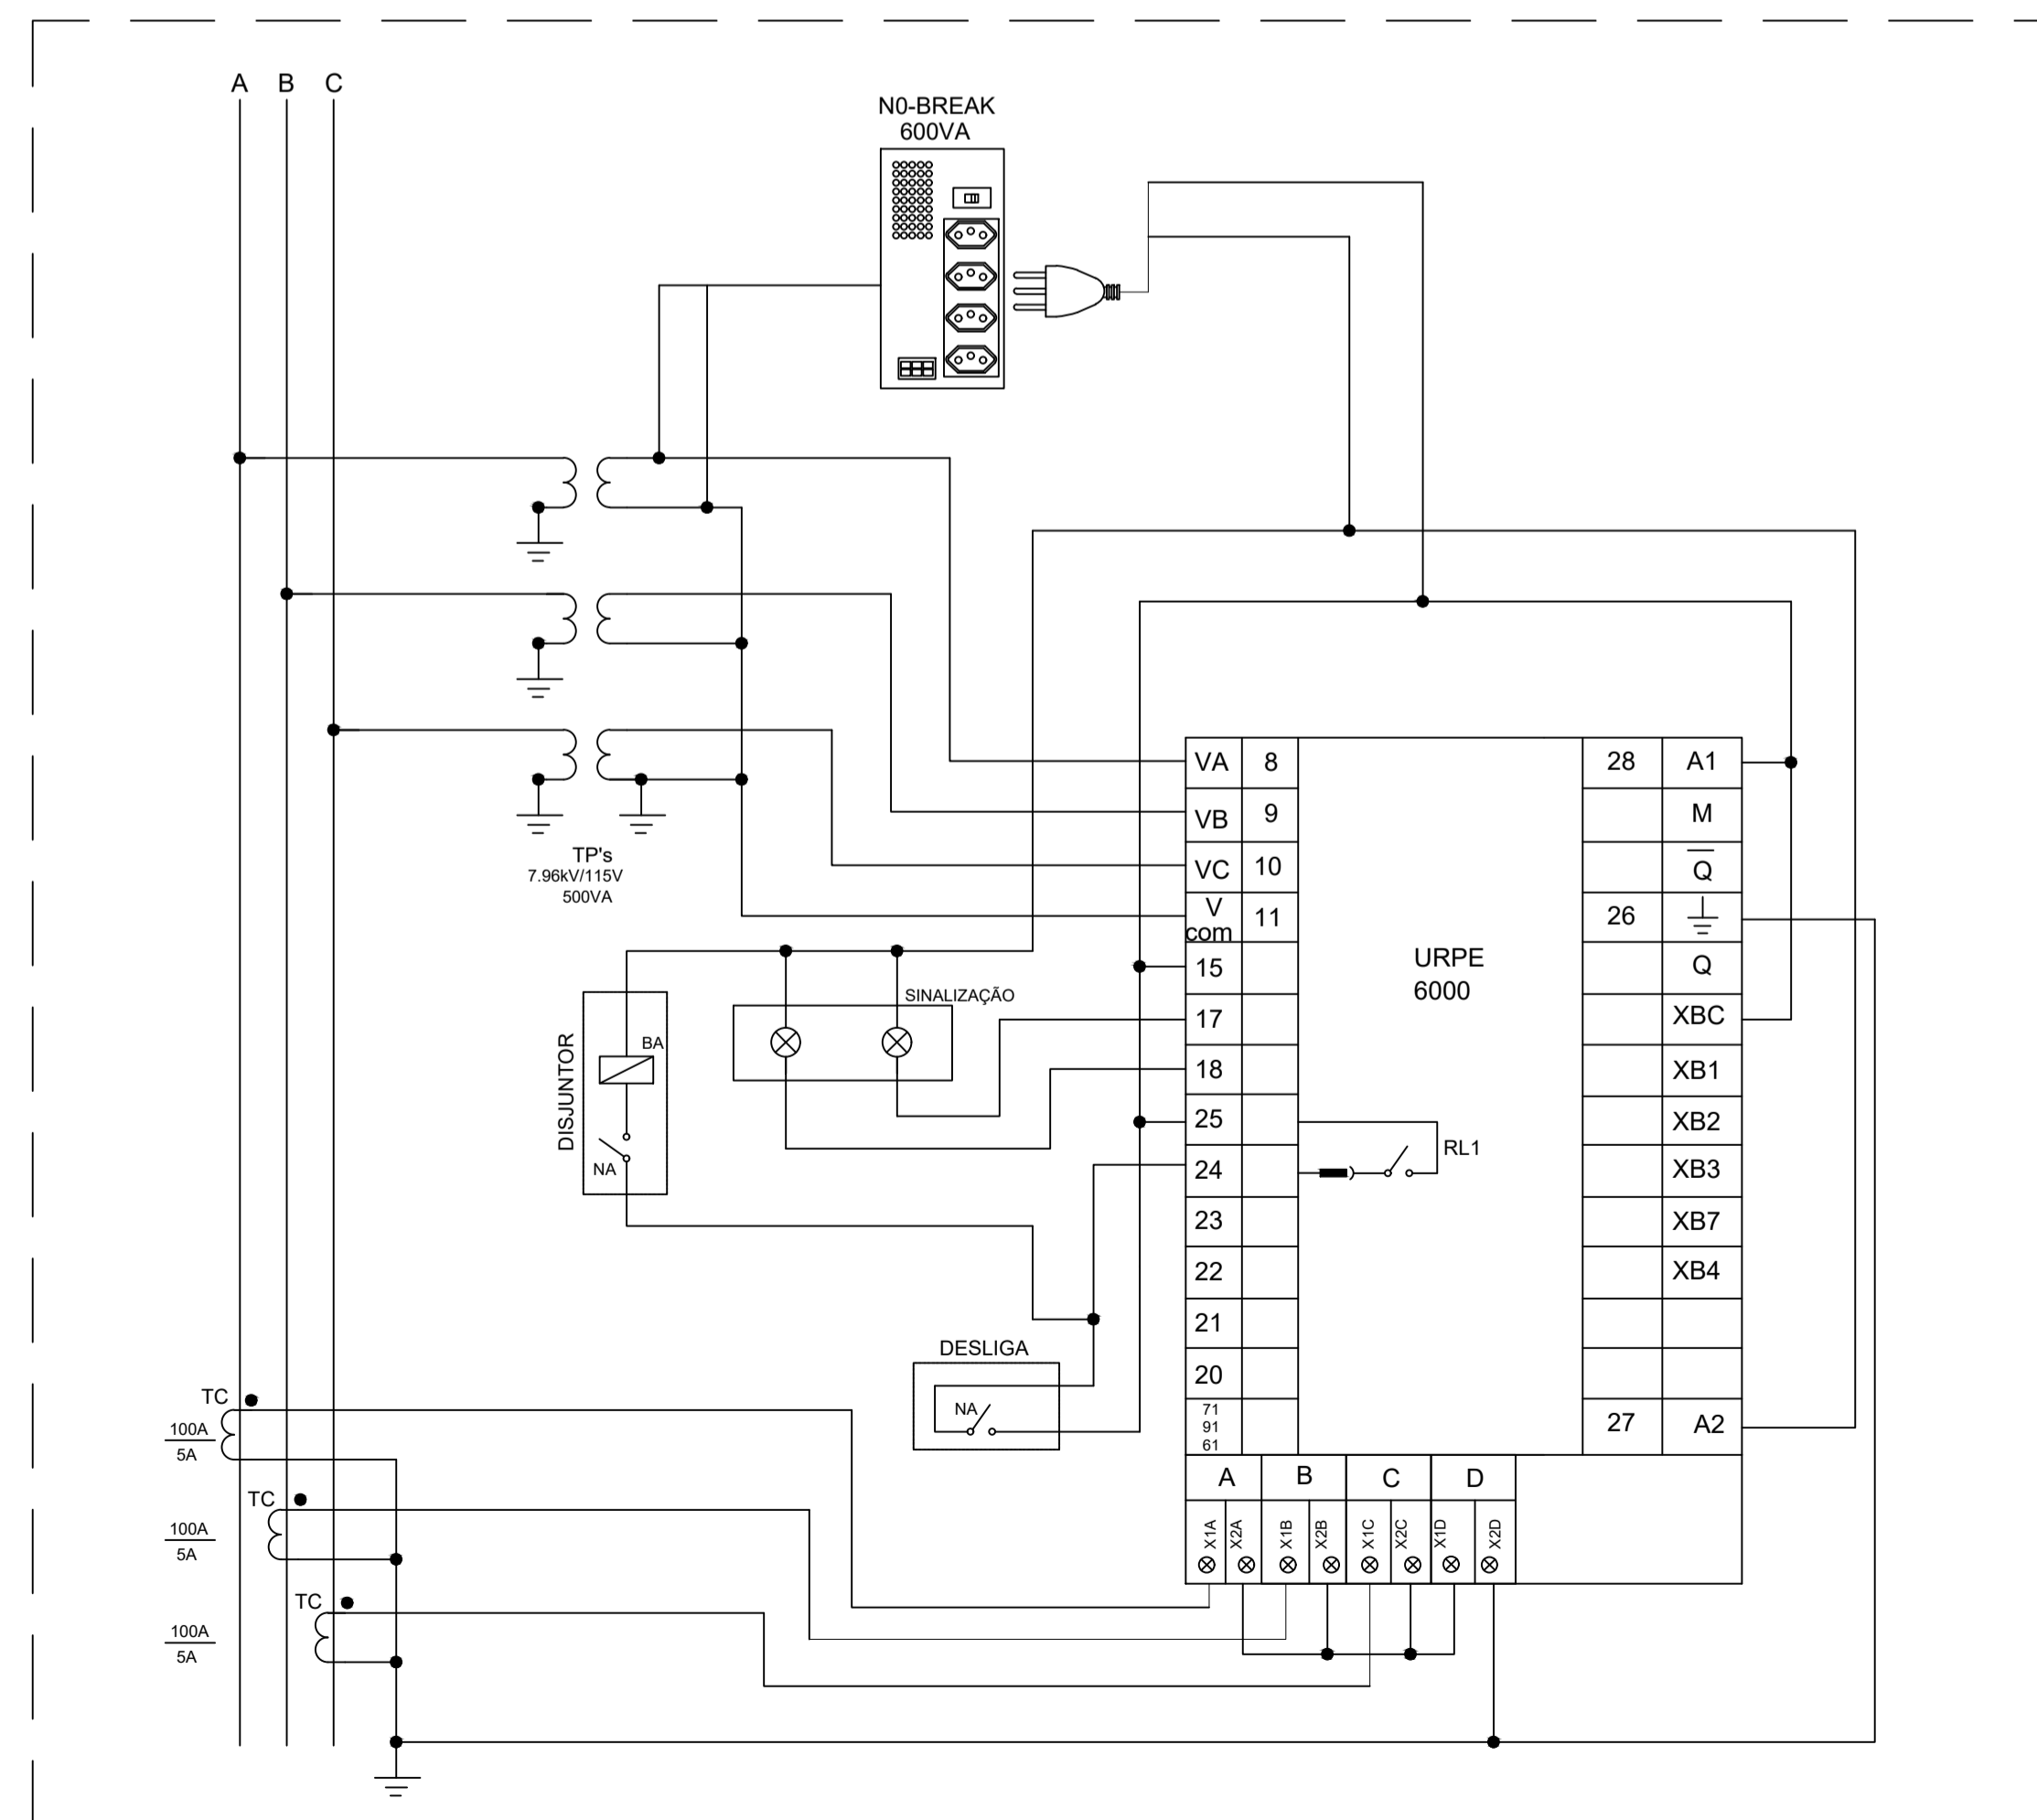 A B C
N0-BREAK
600VA
TP's
7.96kV/115V
500VA
DISJUNTOR
BA
NA
SINALIZAÇÃO
DESLIGA
NA
VA 8
VB 9
VC 10
V
com 11
15
17
18
25
24
23
22
21
20
71
91
61
URPE
6000
RL1
28 A1
M
Q
26
Q
XBC
XB1
XB2
XB3
XB7
XB4
27 A2
A B C D
X1A X2A X1B X2B X1C X2C X1D X2D
TC
100A
5A
TC
100A
5A
TC
100A
5A